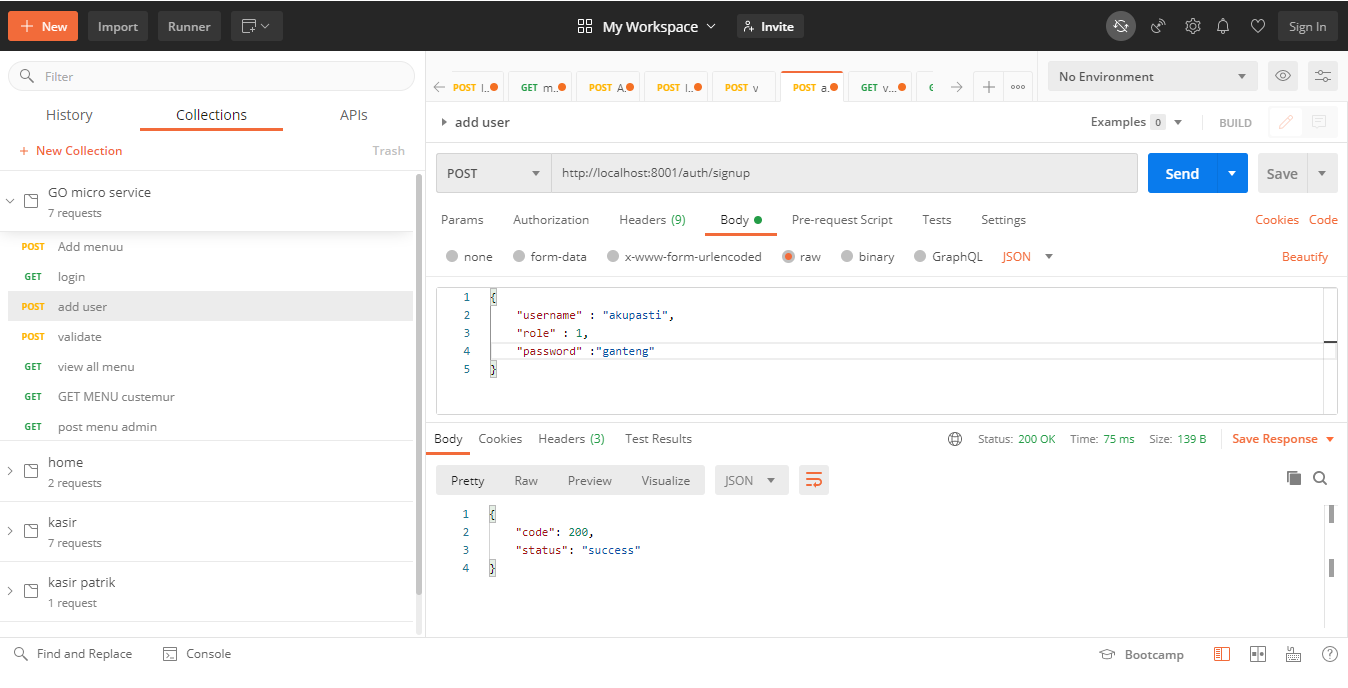 New Import Runner My Workspace Invite Sign In
Filter
History Collections APIs
New Collection Trash
GO micro service
7 requests
POST Add menuu
GET login
POST add user
POST validate
GET view all menu
GET GET MENU custemur
GET post menu admin
home
2 requests
kasir
7 requests
kasir patrik
1 request
POST l... GET m... POST A. POST l... POST v POST a. GET v... No Environment
add user Examples 0 BUILD
POST http://localhost:8001/auth/signup Send Save
Params Authorization Headers (9) Body Pre-request Script Tests Settings Cookies Code
none form-data x-www-form-urlencoded raw binary GraphQL JSON Beautify
1 {
2 "username" : "akupasti",
3 "role" : 1,
4 "password" :"ganteng"
5 }
Body Cookies Headers (3) Test Results Status: 200 OK Time: 75 ms Size: 139 B Save Response
Pretty Raw Preview Visualize JSON
1 {
2 "code": 200,
3 "status": "success"
4 }
Find and Replace Console Bootcamp